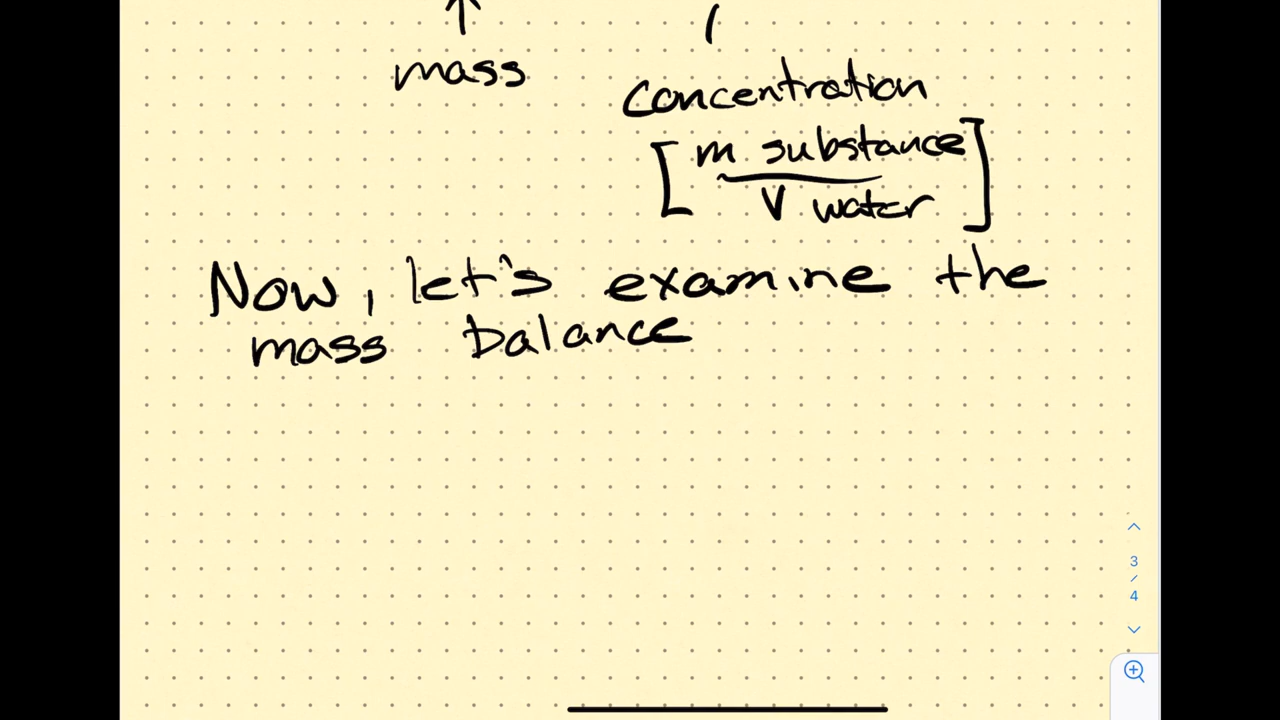 mass
concentration
[m substance]
V water
Now, let's examine the
mass balance
3
/
4